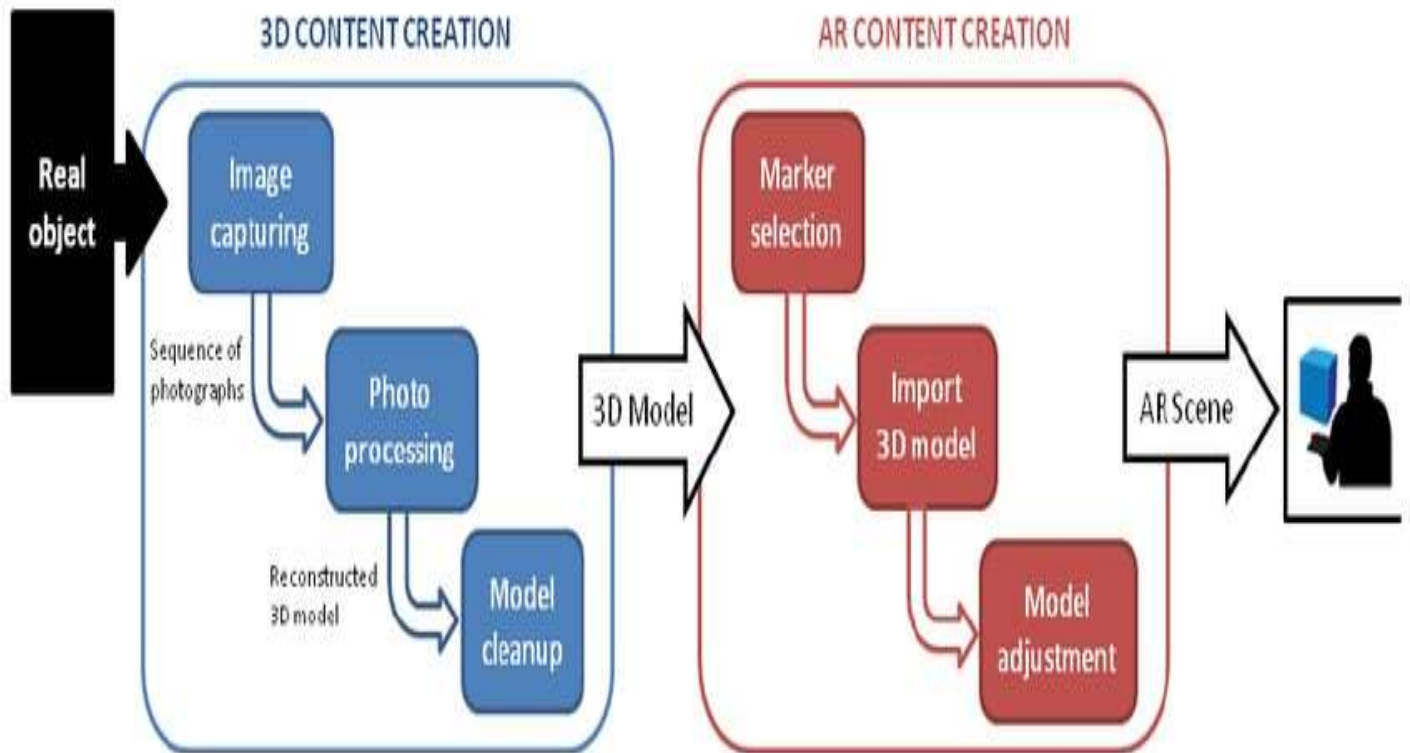 3D CONTENT CREATION
AR CONTENT CREATION
Real
object
Image
capturing
Sequence of
photographs
Photo
processing
Reconstructed
3D model
Model
cleanup
3D Model
Marker
selection
Import
3D model
Model
adjustment
AR Scene